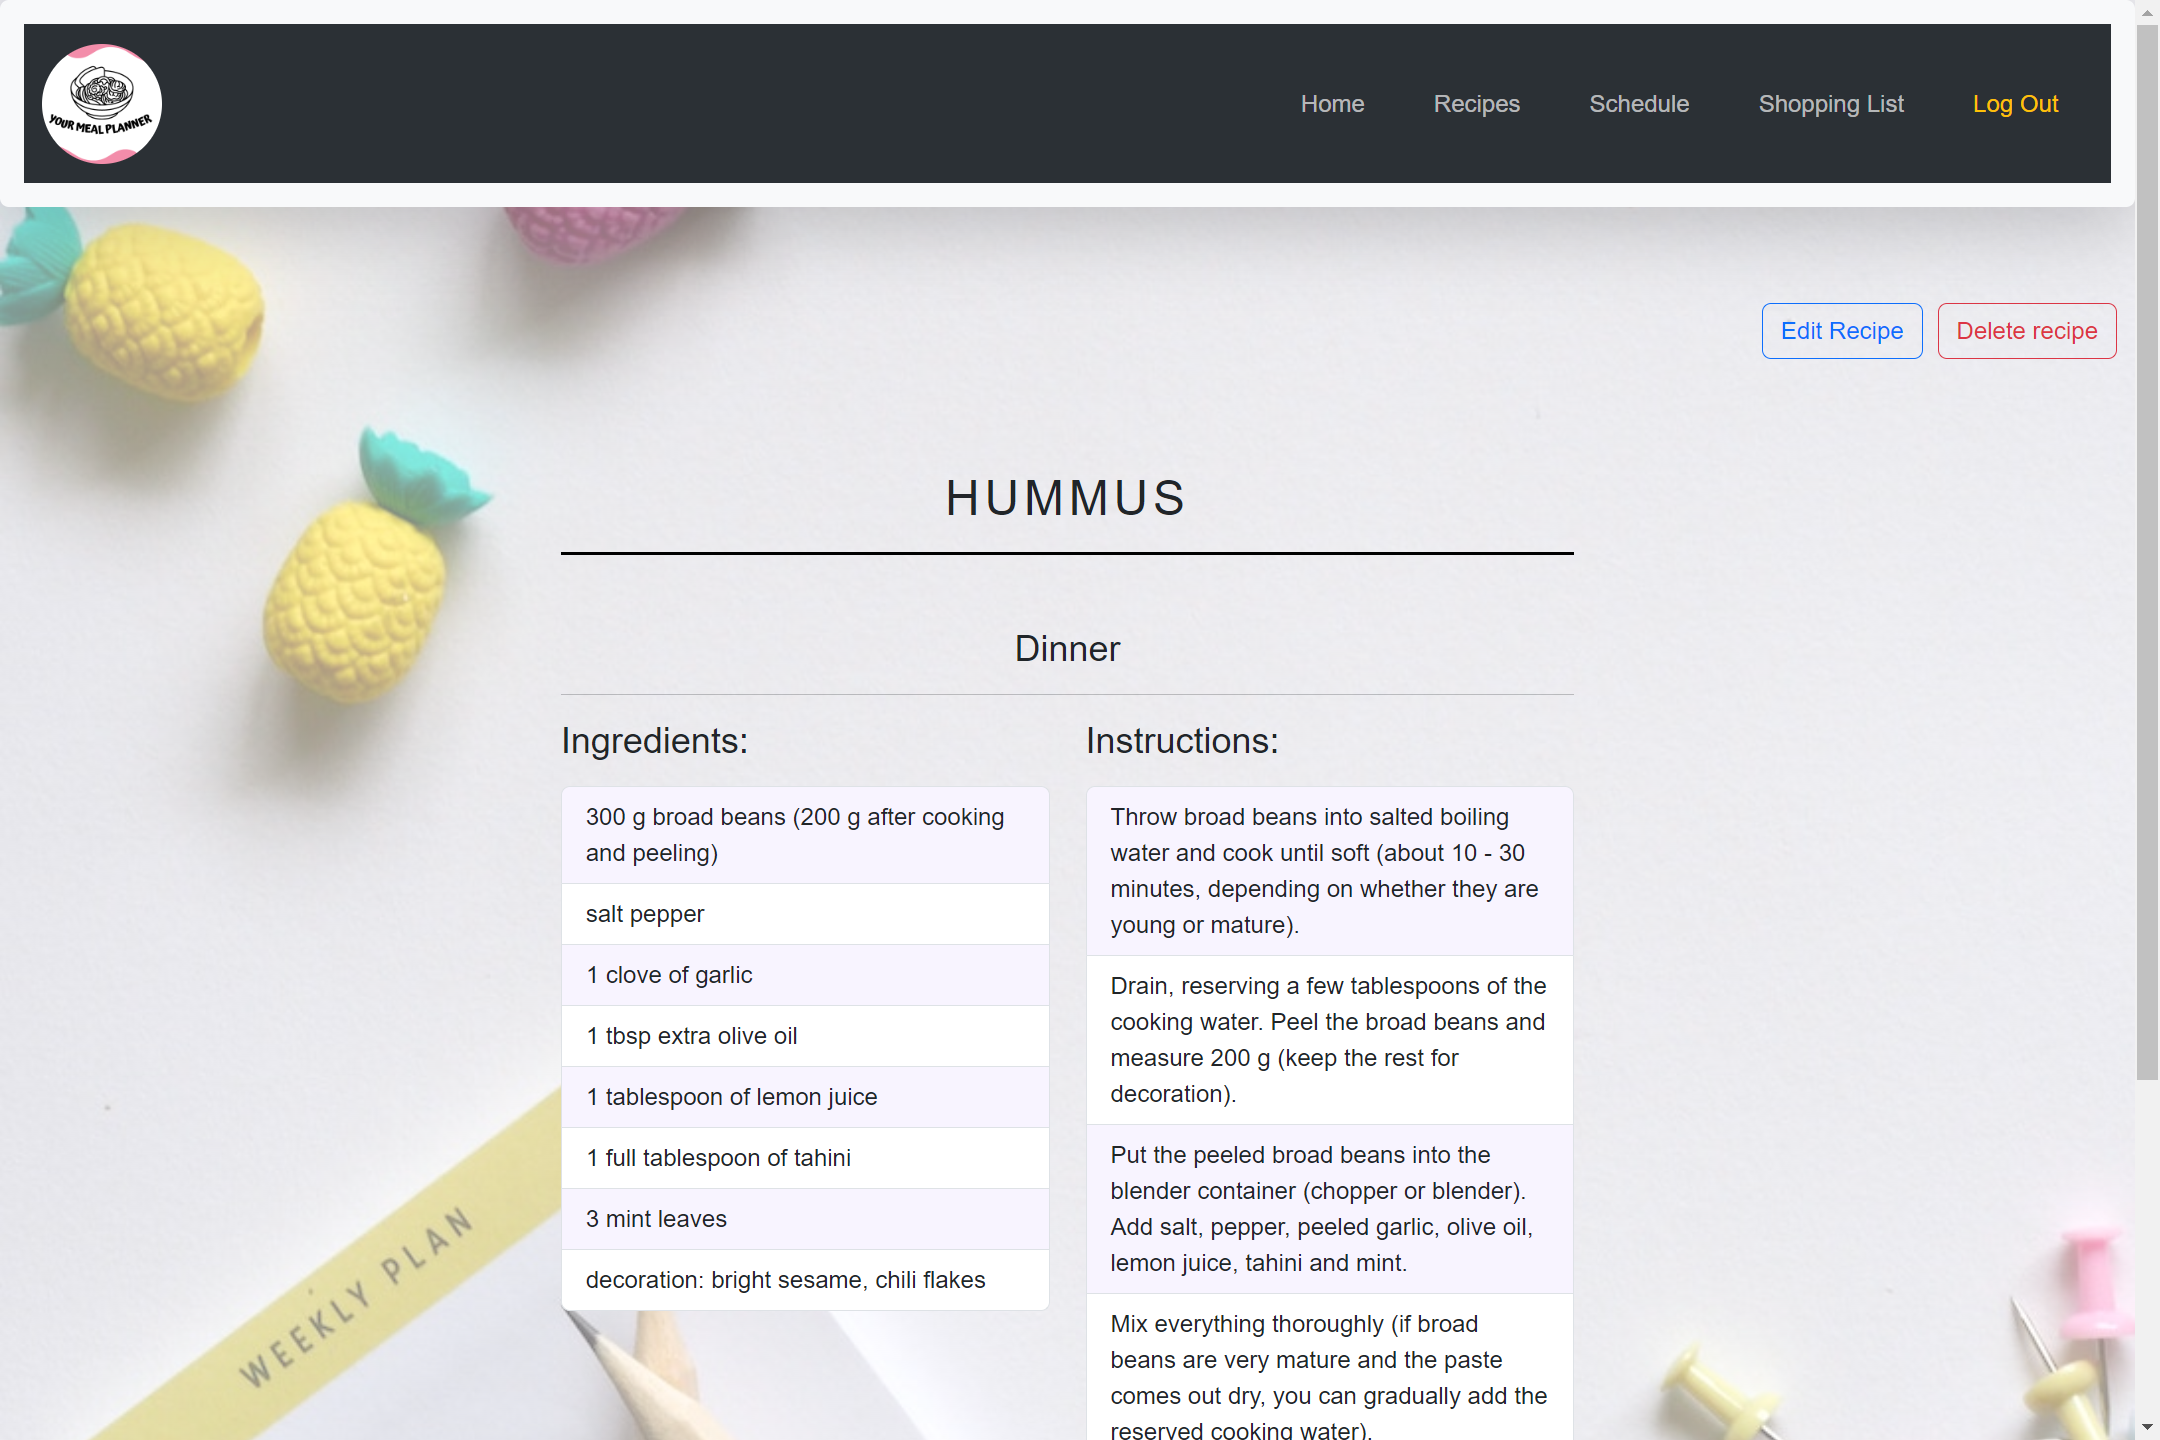 YOUR MEAL PLANNER
Home
Recipes
Schedule
Shopping List
Log Out
Edit Recipe
Delete recipe
HUMMUS
Dinner
Ingredients:
300 g broad beans (200 g after cooking
and peeling)
salt pepper
1 clove of garlic
1 tbsp extra olive oil
1 tablespoon of lemon juice
1 full tablespoon of tahini
3 mint leaves
decoration: bright sesame, chili flakes
Instructions:
Throw broad beans into salted boiling
water and cook until soft (about 10 - 30
minutes, depending on whether they are
young or mature).
Drain, reserving a few tablespoons of the
cooking water. Peel the broad beans and
measure 200 g (keep the rest for
decoration).
Put the peeled broad beans into the
blender container (chopper or blender).
Add salt, pepper, peeled garlic, olive oil,
lemon juice, tahini and mint.
Mix everything thoroughly (if broad
beans are very mature and the paste
comes out dry, you can gradually add the
reserved cooking water).
WEEKLY PLAN